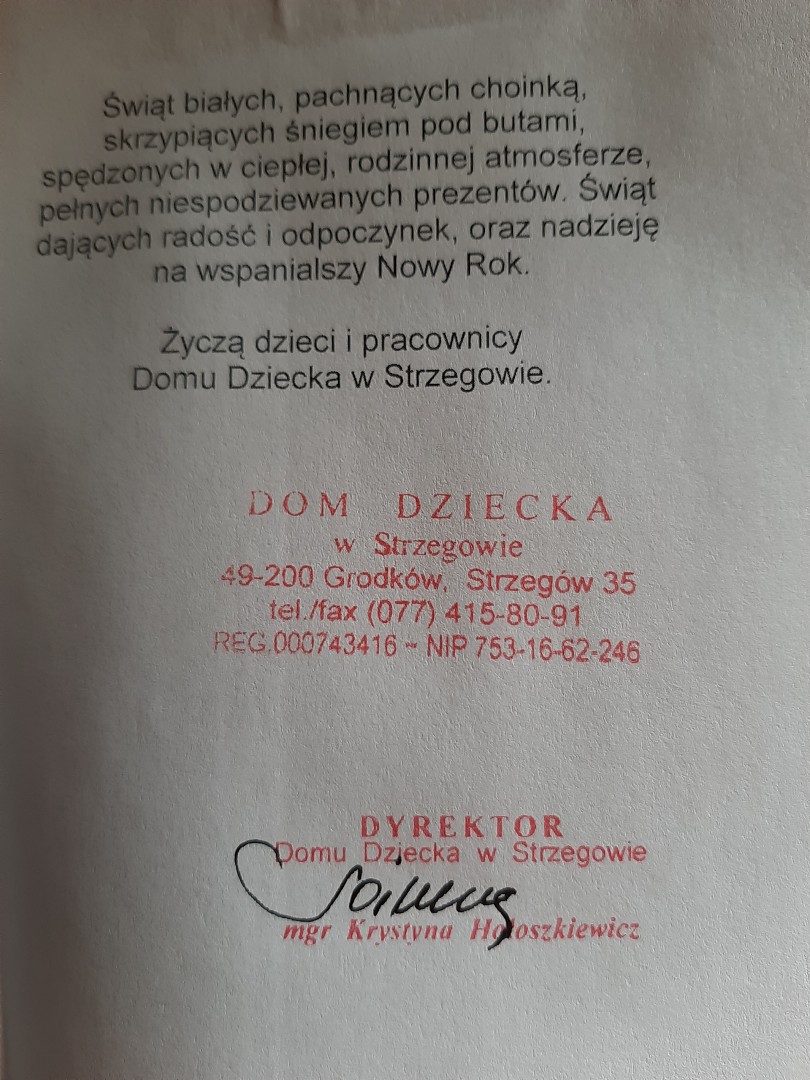 Świąt białych, pachnących choinką,
skrzypiących śniegiem pod butami,
spędzonych w ciepłej, rodzinnej atmosferze,
pełnych niespodziewanych prezentów. Świąt
dających radość i odpoczynek, oraz nadzieję
na wspanialszy Nowy Rok.
Życzą dzieci i pracownicy
Domu Dziecka w Strzegowie.
DOM DZIECKA
w Strzegowie
49-200 Grodków, Strzegów 35
tel./fax (077) 415-80-91
REG.000743416 ~ NIP 753-16-62-246
DYREKTOR
Domu Dziecka w Strzegowie
mgr Krystyna Hołoszkiewicz